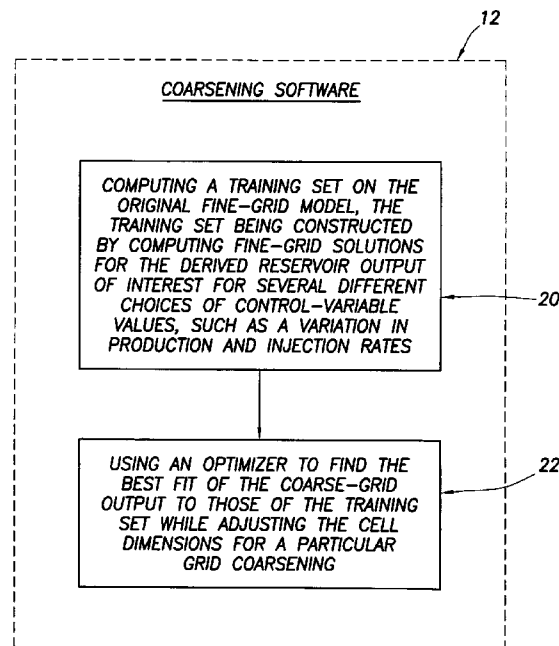 12
COARSENING SOFTWARE
COMPUTING A TRAINING SET ON THE
ORIGINAL FINE-GRID MODEL, THE
TRAINING SET BEING CONSTRUCTED
BY COMPUTING FINE-GRID SOLUTIONS
FOR THE DERIVED RESERVOIR OUTPUT
OF INTEREST FOR SEVERAL DIFFERENT
CHOICES OF CONTROL-VARIABLE
VALUES, SUCH AS A VARIATION IN
PRODUCTION AND INJECTION RATES
20
USING AN OPTIMIZER TO FIND THE
BEST FIT OF THE COARSE-GRID
OUTPUT TO THOSE OF THE TRAINING
SET WHILE ADJUSTING THE CELL
DIMENSIONS FOR A PARTICULAR
GRID COARSENING
22